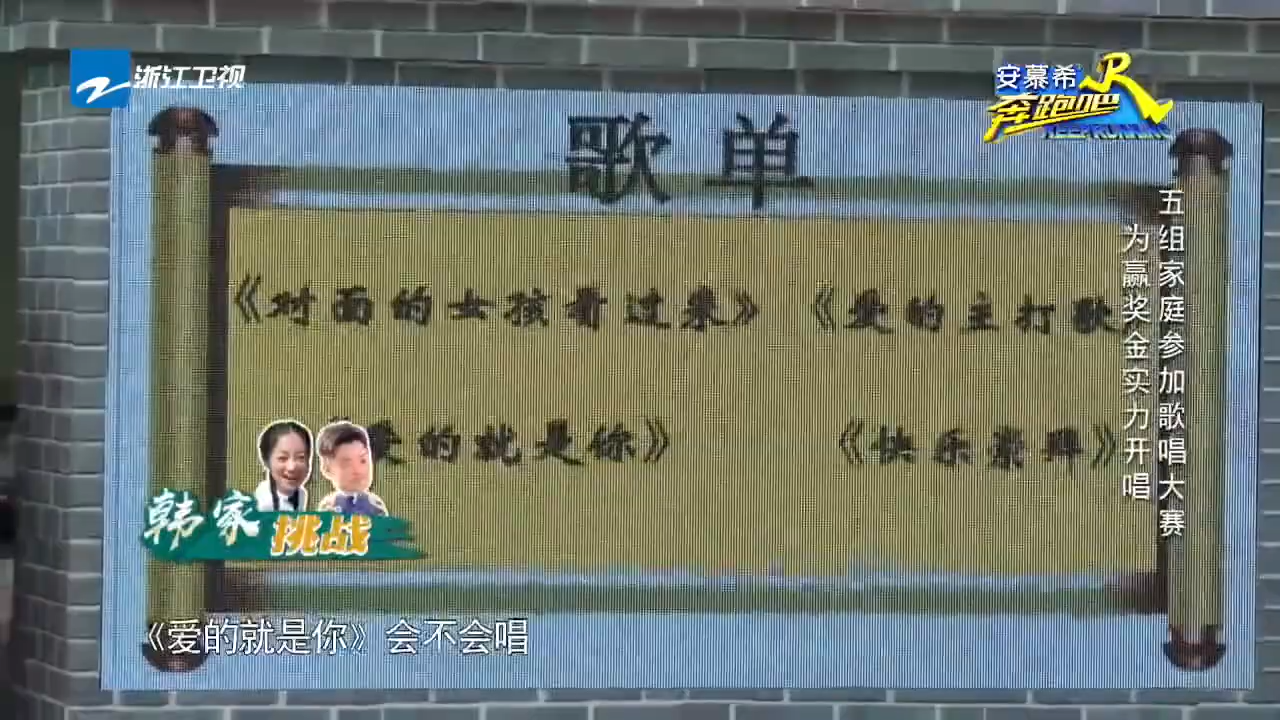 浙江卫视
安慕希
奔跑吧
KEEP RUNNING
歌单
《对面的女孩看过来》
《爱的主打歌
爱的就是你》
《快乐崇拜》
五组家庭参加歌唱大赛
为赢奖金实力开唱
韩家
挑战
《爱的就是你》会不会唱